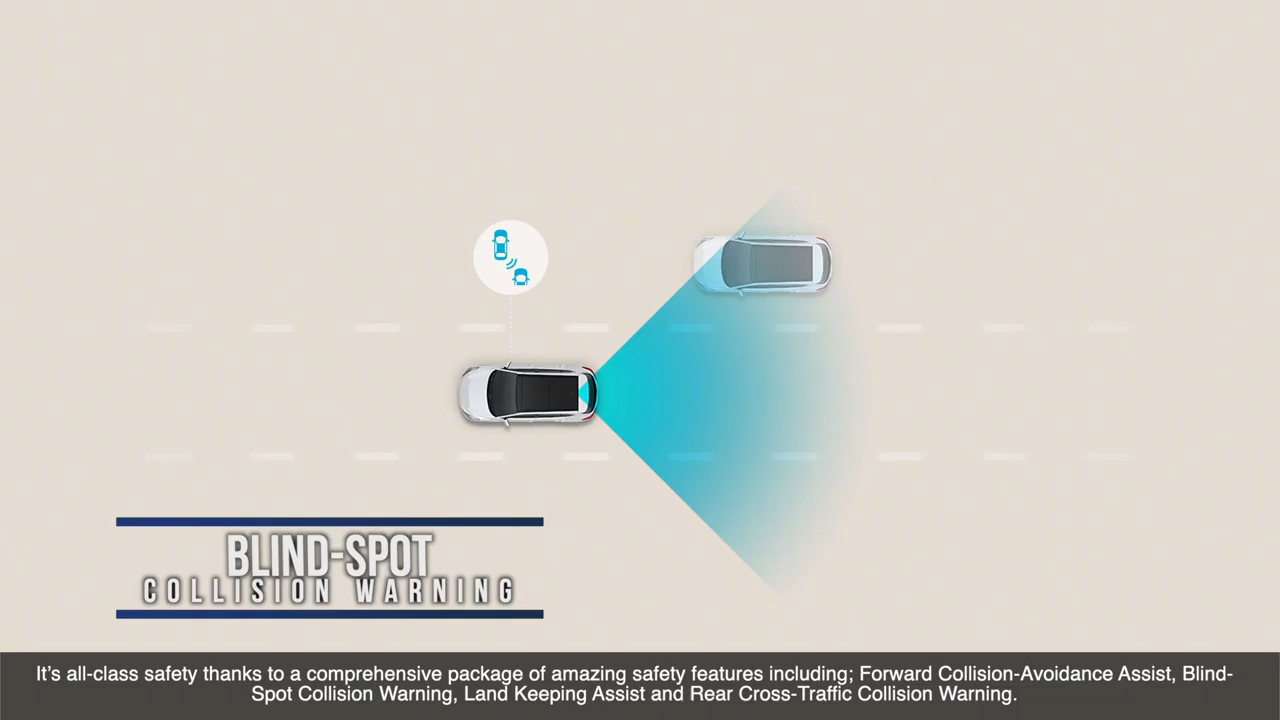 BLIND-SPOT
COLLISION WARNING
It's all-class safety thanks to a comprehensive package of amazing safety features including; Forward Collision-Avoidance Assist, Blind-
Spot Collision Warning, Land Keeping Assist and Rear Cross-Traffic Collision Warning.